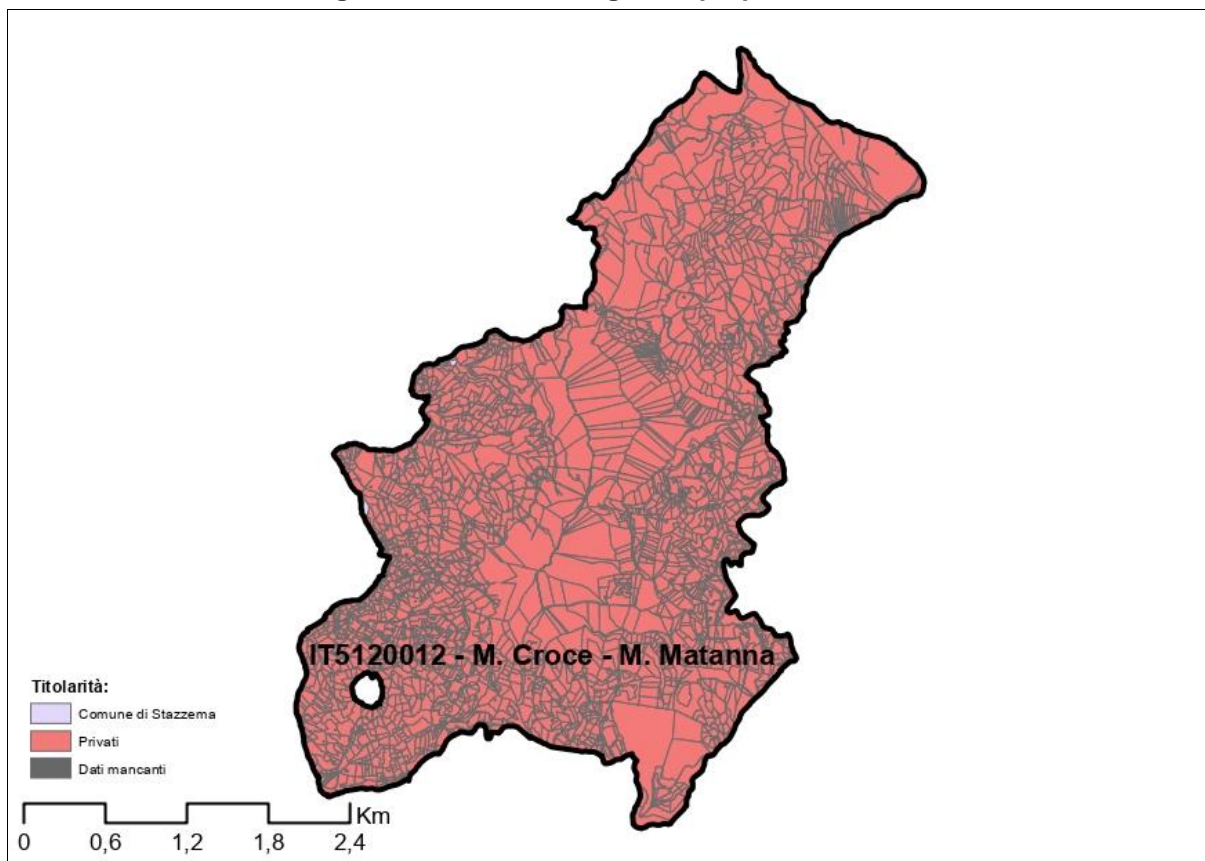 IT5120012 - M. Croce - M. Matanna
Titolarità:
Comune di Stazzema
Privati
Dati mancanti
Km
0 0,6 1,2 1,8 2,4